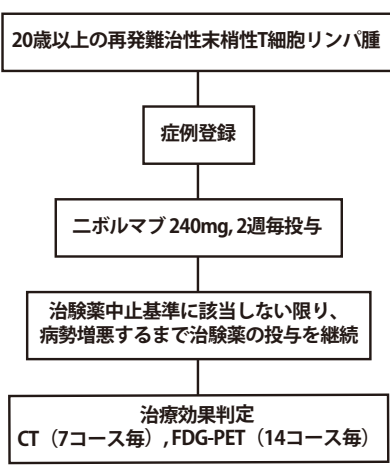 20歳以上の再発難治性末梢性T細胞リンパ腫
症例登録
ニボルマブ 240mg, 2週毎投与
治験薬中止基準に該当しない限り、
病勢増悪するまで治験薬の投与を継続
治療効果判定
CT（7コース毎）, FDG-PET（14コース毎）